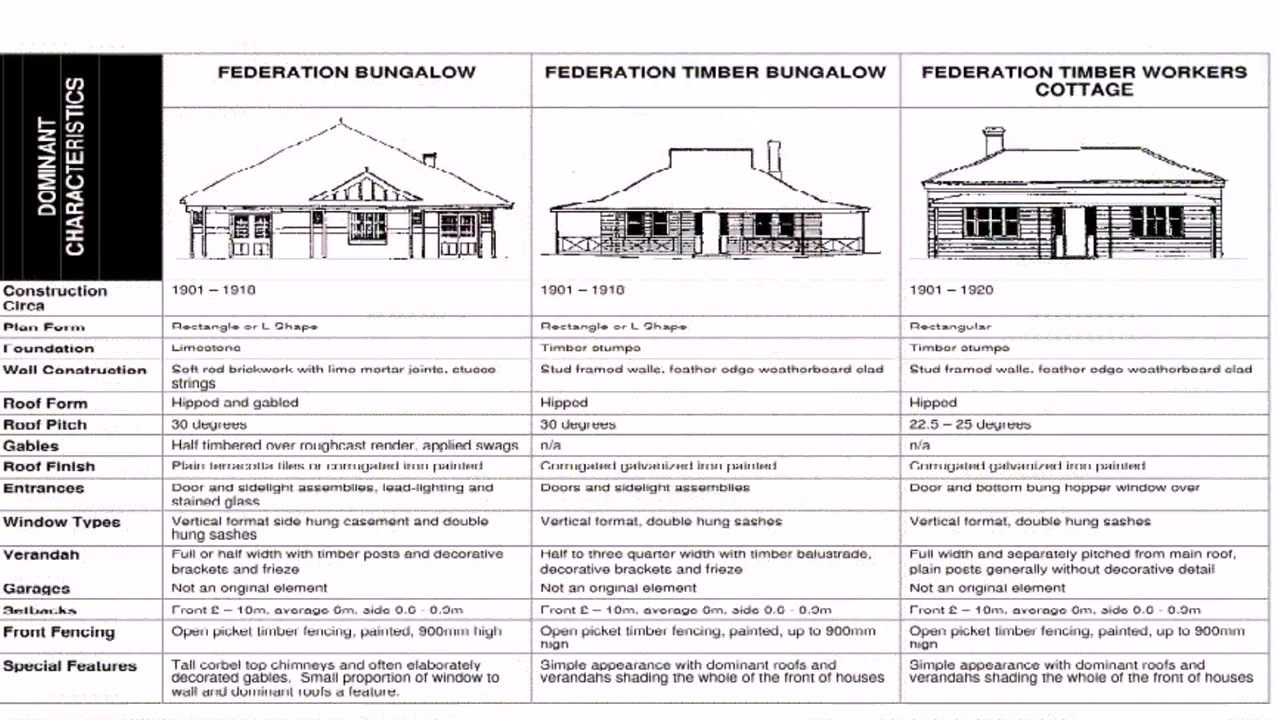 DOMINANT
CHARACTERISTICS
FEDERATION BUNGALOW
FEDERATION TIMBER BUNGALOW
FEDERATION TIMBER WORKERS
COTTAGE
Construction
Circa
1901 – 1918
1901 – 1918
1901 – 1920
Plan Form
Rectangle or L Shape
Rectangle or L Shape
Rectangular
Foundation
Limestone
Timber stumps
Timber stumps
Wall Construction
Soft red brickwork with lime mortar joints, stucco
strings
Stud framed walls, feather edge weatherboard clad
Stud framed walls, feather edge weatherboard clad
Roof Form
Hipped and gabled
Hipped
Hipped
Roof Pitch
30 degrees
30 degrees
22.5 – 25 degrees
Gables
Half timbered over roughcast render, applied swags
n/a
n/a
Roof Finish
Plain terracotta tiles or corrugated iron painted
Corrugated galvanized iron painted
Corrugated galvanized iron painted
Entrances
Door and sidelight assemblies, lead-lighting and
stained glass
Doors and sidelight assemblies
Door and bottom bung hopper window over
Window Types
Vertical format side hung casement and double
hung sashes
Vertical format, double hung sashes
Vertical format, double hung sashes
Verandah
Full or half width with timber posts and decorative
brackets and frieze
Half to three quarter width with timber balustrade,
decorative brackets and frieze
Full width and separately pitched from main roof,
plain posts generally without decorative detail
Garages
Not an original element
Not an original element
Not an original element
Setbacks
Front – 10m, average side
Front – 10m, average side
Front – 10m, average side
Front Fencing
Open picket timber fencing, painted, 900mm high
Open picket timber fencing, painted, up to 900mm
high
Open picket timber fencing, painted, up to 900mm
high
Special Features
Tall corbel top chimneys and often elaborately
decorated gables. Small proportion of window to
wall and dominant roofs a feature.
Simple appearance with dominant roofs and
verandahs shading the whole of the front of houses
Simple appearance with dominant roofs and
verandahs shading the whole of the front of houses